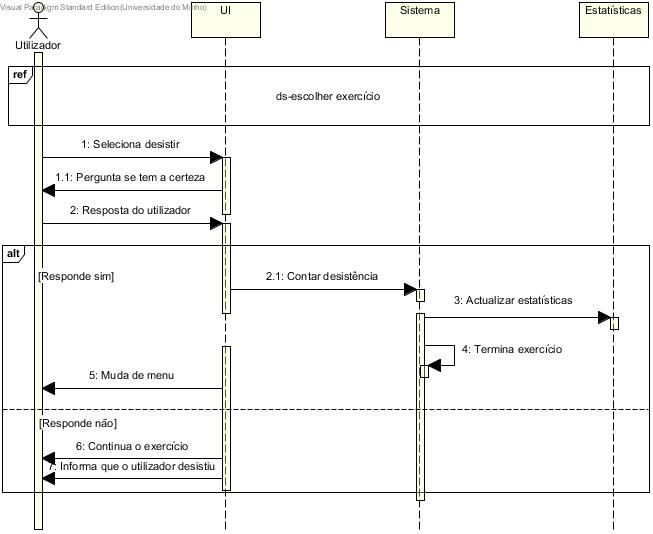 Visual Paradigm Standard Edition(Universidade do Minho)
UI
Sistema
Estatísticas
Utilizador
ref
ds-escolher exercício
1: Seleciona desistir
1.1: Pergunta se tem a certeza
2: Resposta do utilizador
alt
[Responde sim]
2.1: Contar desistência
3: Actualizar estatísticas
4: Termina exercício
5: Muda de menu
[Responde não]
6: Continua o exercício
7: Informa que o utilizador desistiu